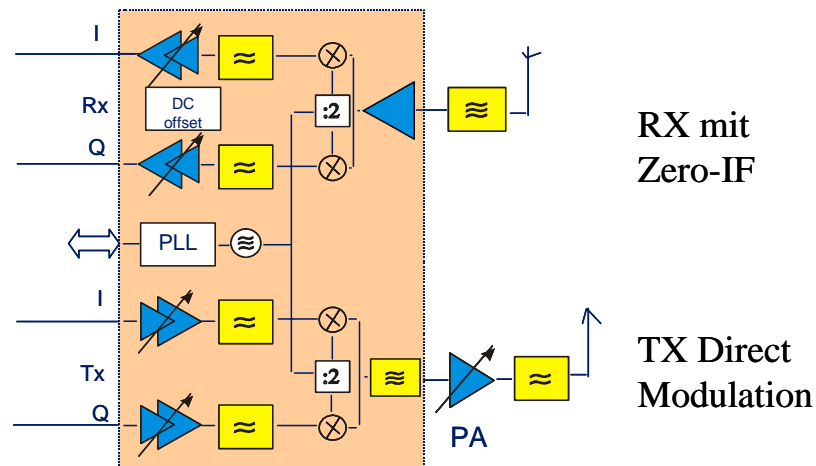 I
Rx
DC
offset
:2
Q
RX mit
Zero-IF
PLL
I
Tx
:2
Q
PA
TX Direct
Modulation